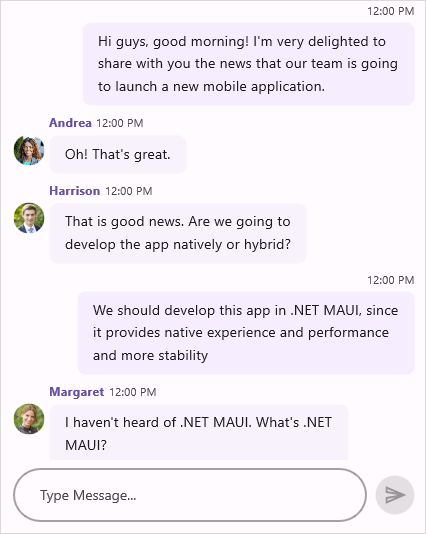 12:00 PM
Hi guys, good morning! I'm very delighted to
share with you the news that our team is going
to launch a new mobile application.
Andrea 12:00 PM
Oh! That's great.
Harrison 12:00 PM
That is good news. Are we going to
develop the app natively or hybrid?
12:00 PM
We should develop this app in .NET MAUI, since
it provides native experience and performance
and more stability
Margaret 12:00 PM
I haven't heard of .NET MAUI. What's .NET
MAUI?
Type Message...